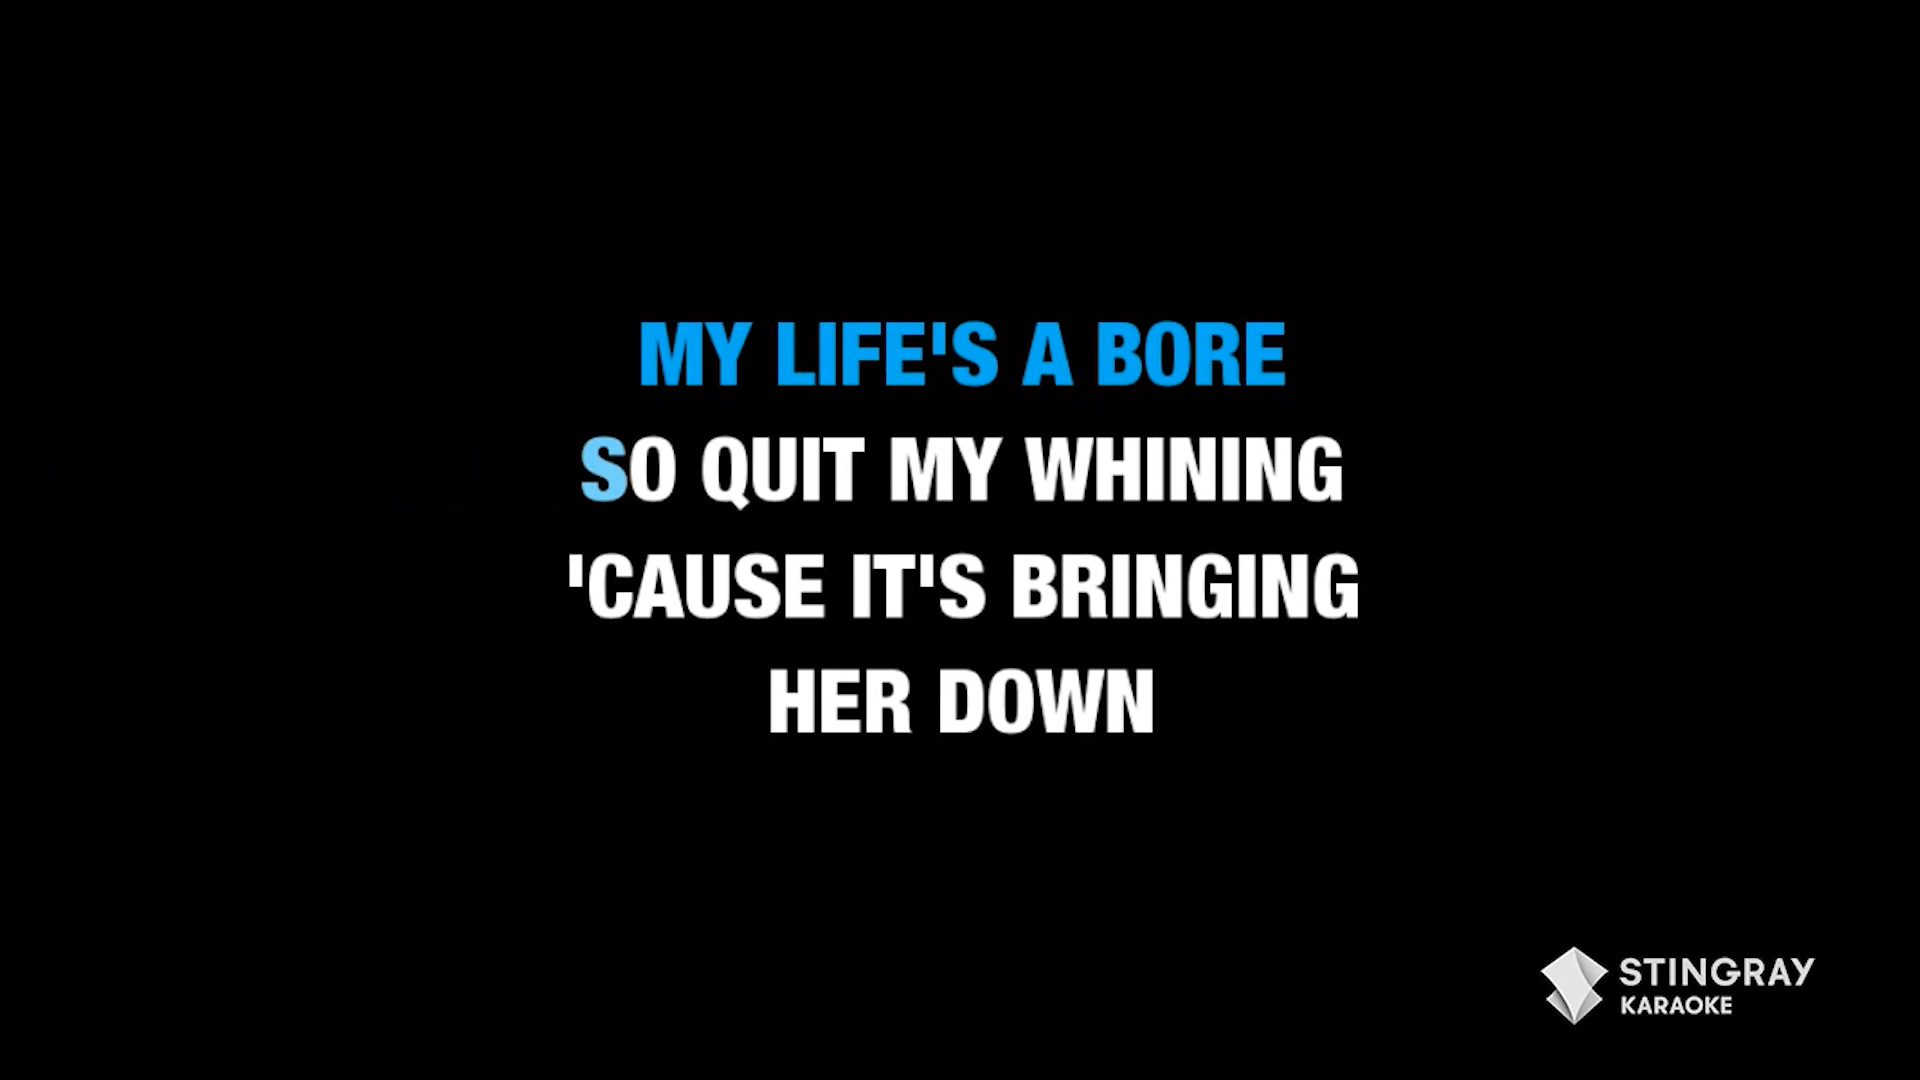 MY LIFE'S A BORE
SO QUIT MY WHINING
'CAUSE IT'S BRINGING
HER DOWN
STINGRAY
KARAOKE